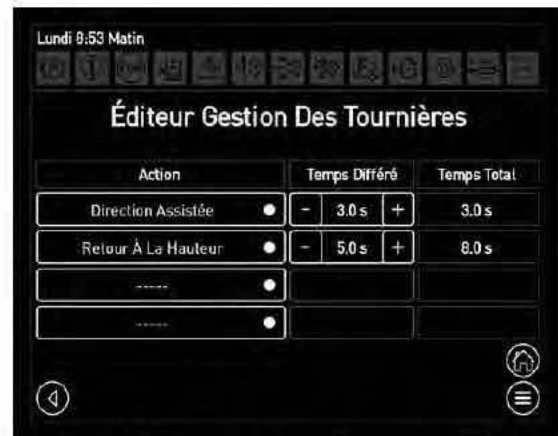 Lundi 8:53 Matin
Éditeur Gestion Des Tournières
Action Temps Différé Temps Total
Direction Assistée - 3.0 s + 3.0 s
Retour À La Hauteur - 5.0 s + 8.0 s
-----
-----